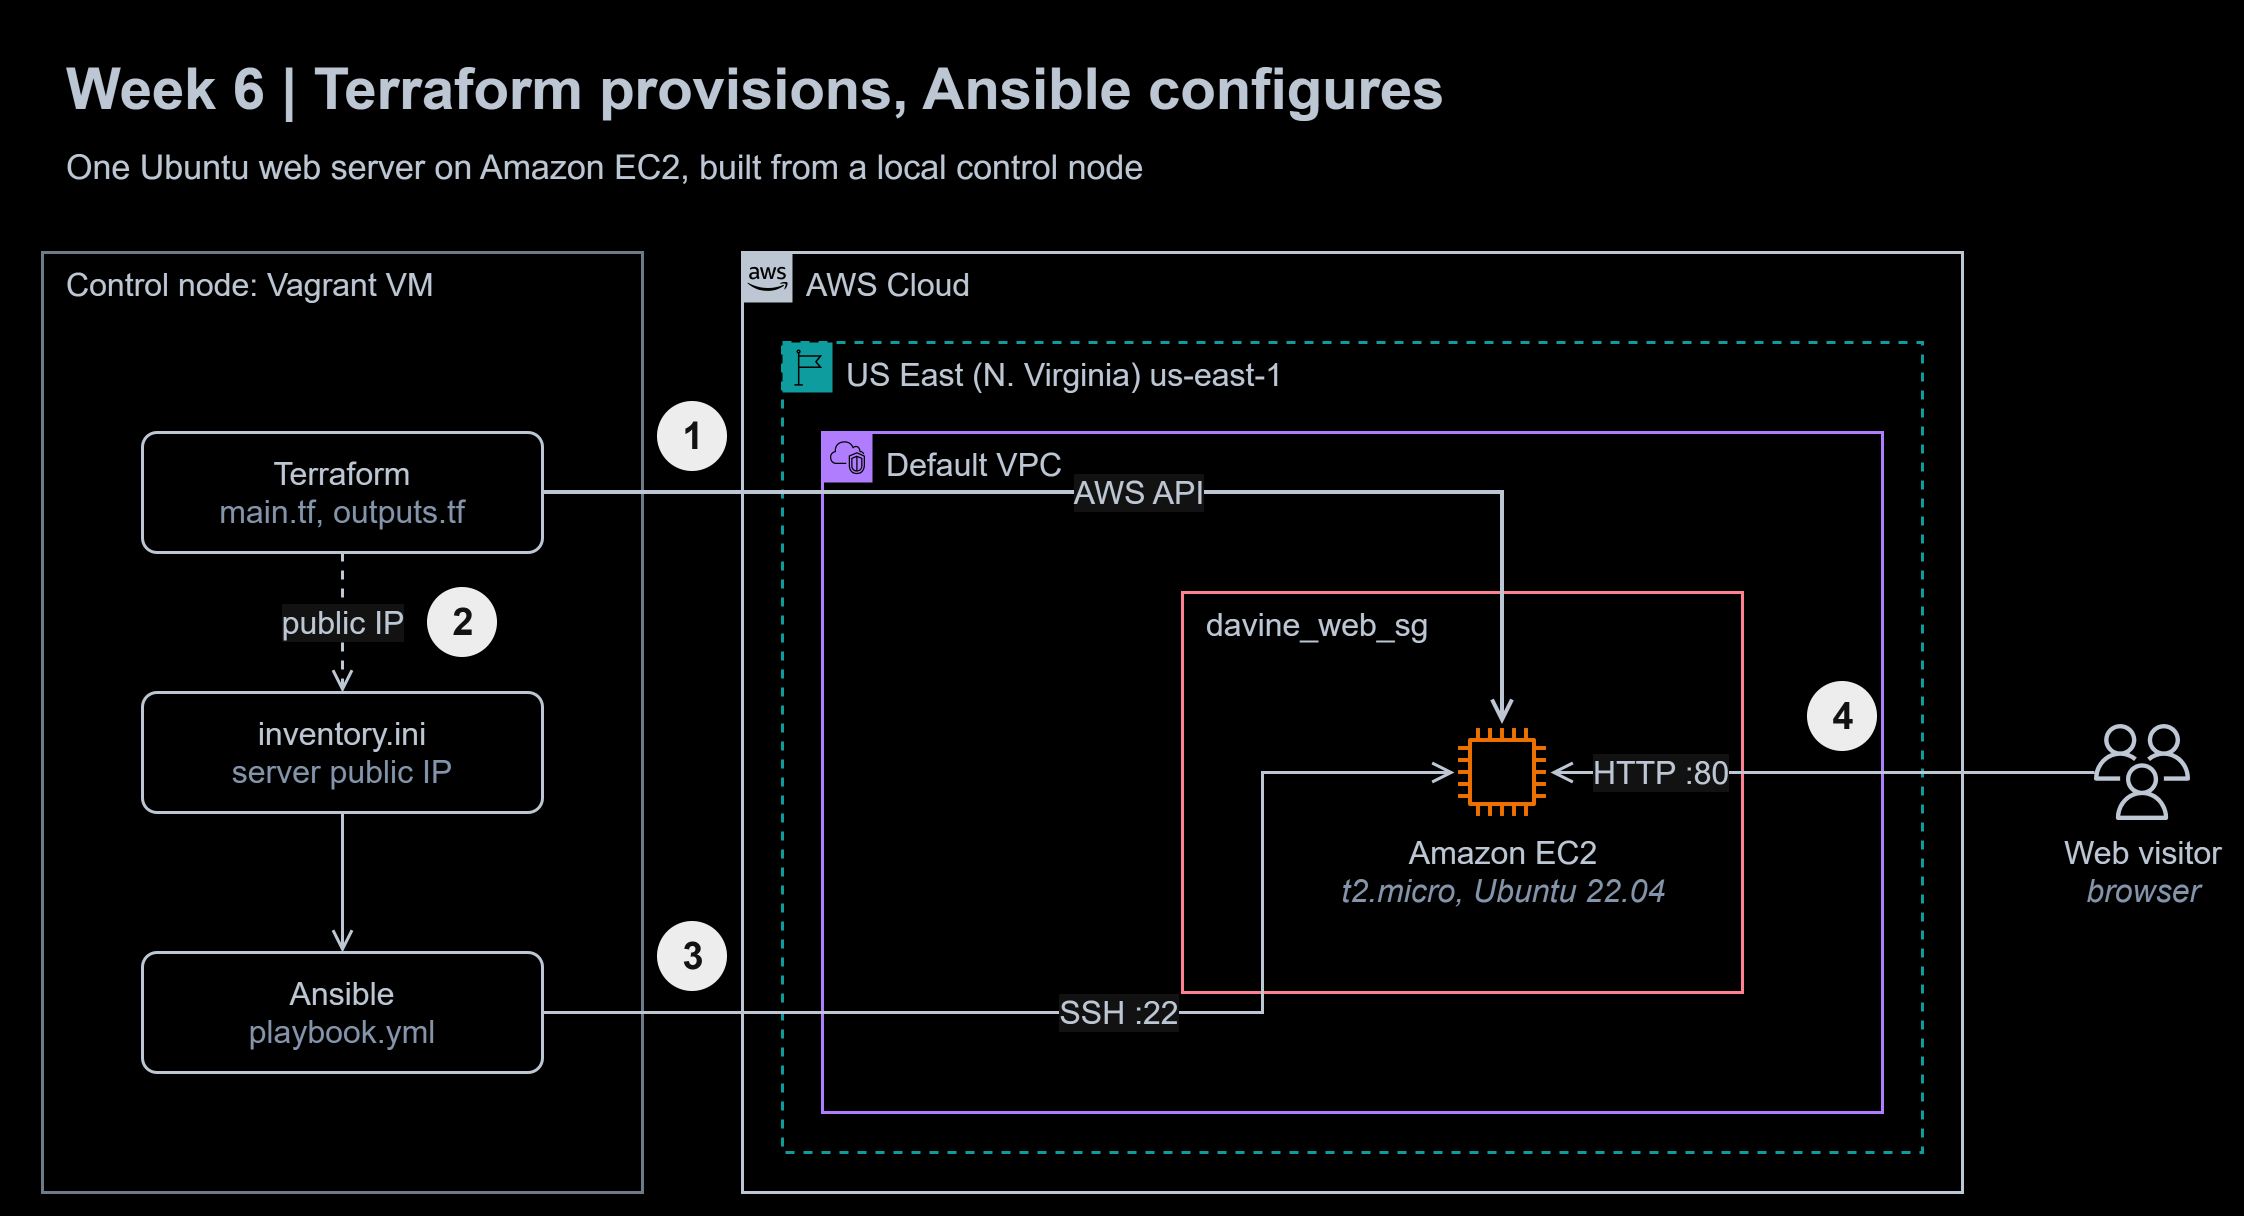 Week 6 | Terraform provisions, Ansible configures
One Ubuntu web server on Amazon EC2, built from a local control node
Control node: Vagrant VM
Terraform
main.tf, outputs.tf
public IP
2
inventory.ini
server public IP
Ansible
playbook.yml
1
3
aws
AWS Cloud
US East (N. Virginia) us-east-1
Default VPC
AWS API
davine_web_sg
Amazon EC2
t2.micro, Ubuntu 22.04
SSH :22
HTTP :80
4
Web visitor
browser